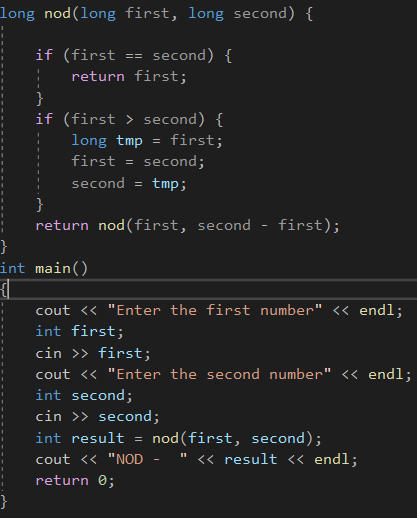 long nod(long first, long second) {
if (first == second) {
return first;
}
if (first > second) {
long tmp = first;
first = second;
second = tmp;
}
return nod(first, second - first);
}
int main()
{
cout << "Enter the first number" << endl;
int first;
cin >> first;
cout << "Enter the second number" << endl;
int second;
cin >> second;
int result = nod(first, second);
cout << "NOD -  " << result << endl;
return 0;
}